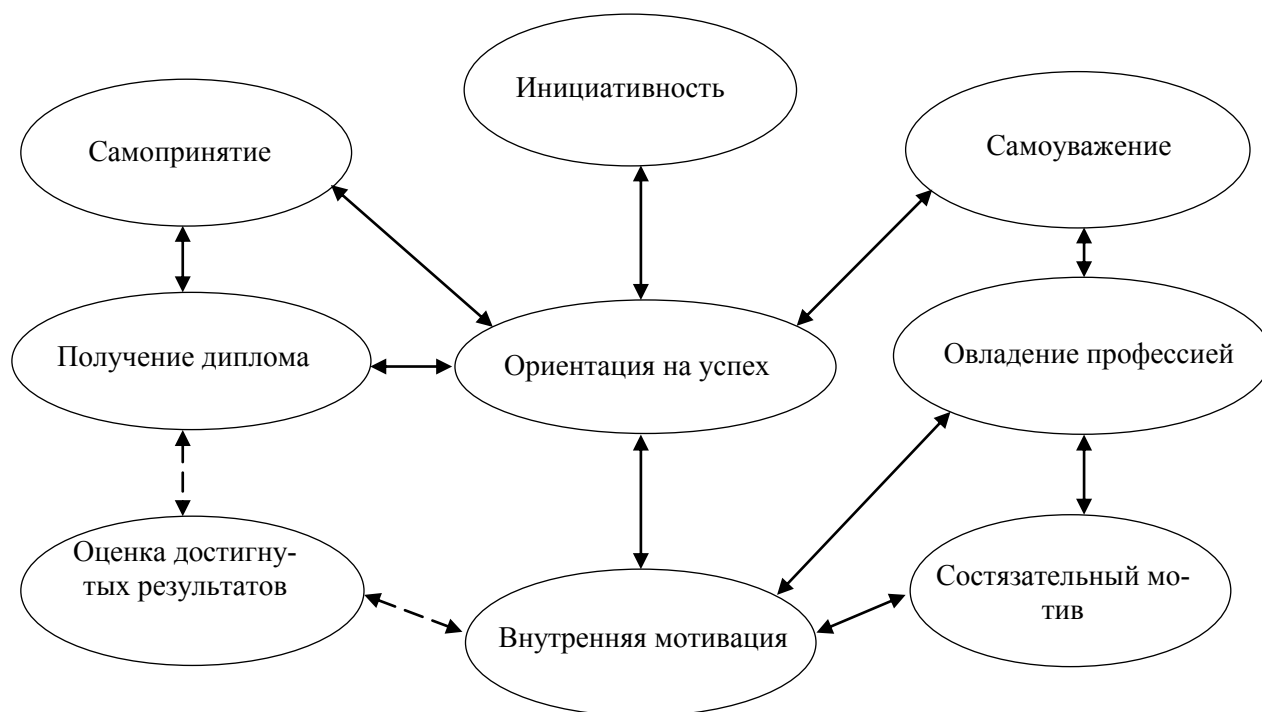 Инициативность
Самопринятие
Самоуважение
Получение диплома
Ориентация на успех
Овладение профессией
Оценка достигну-
тых результатов
Внутренняя мотивация
Состязательный мо-
тив